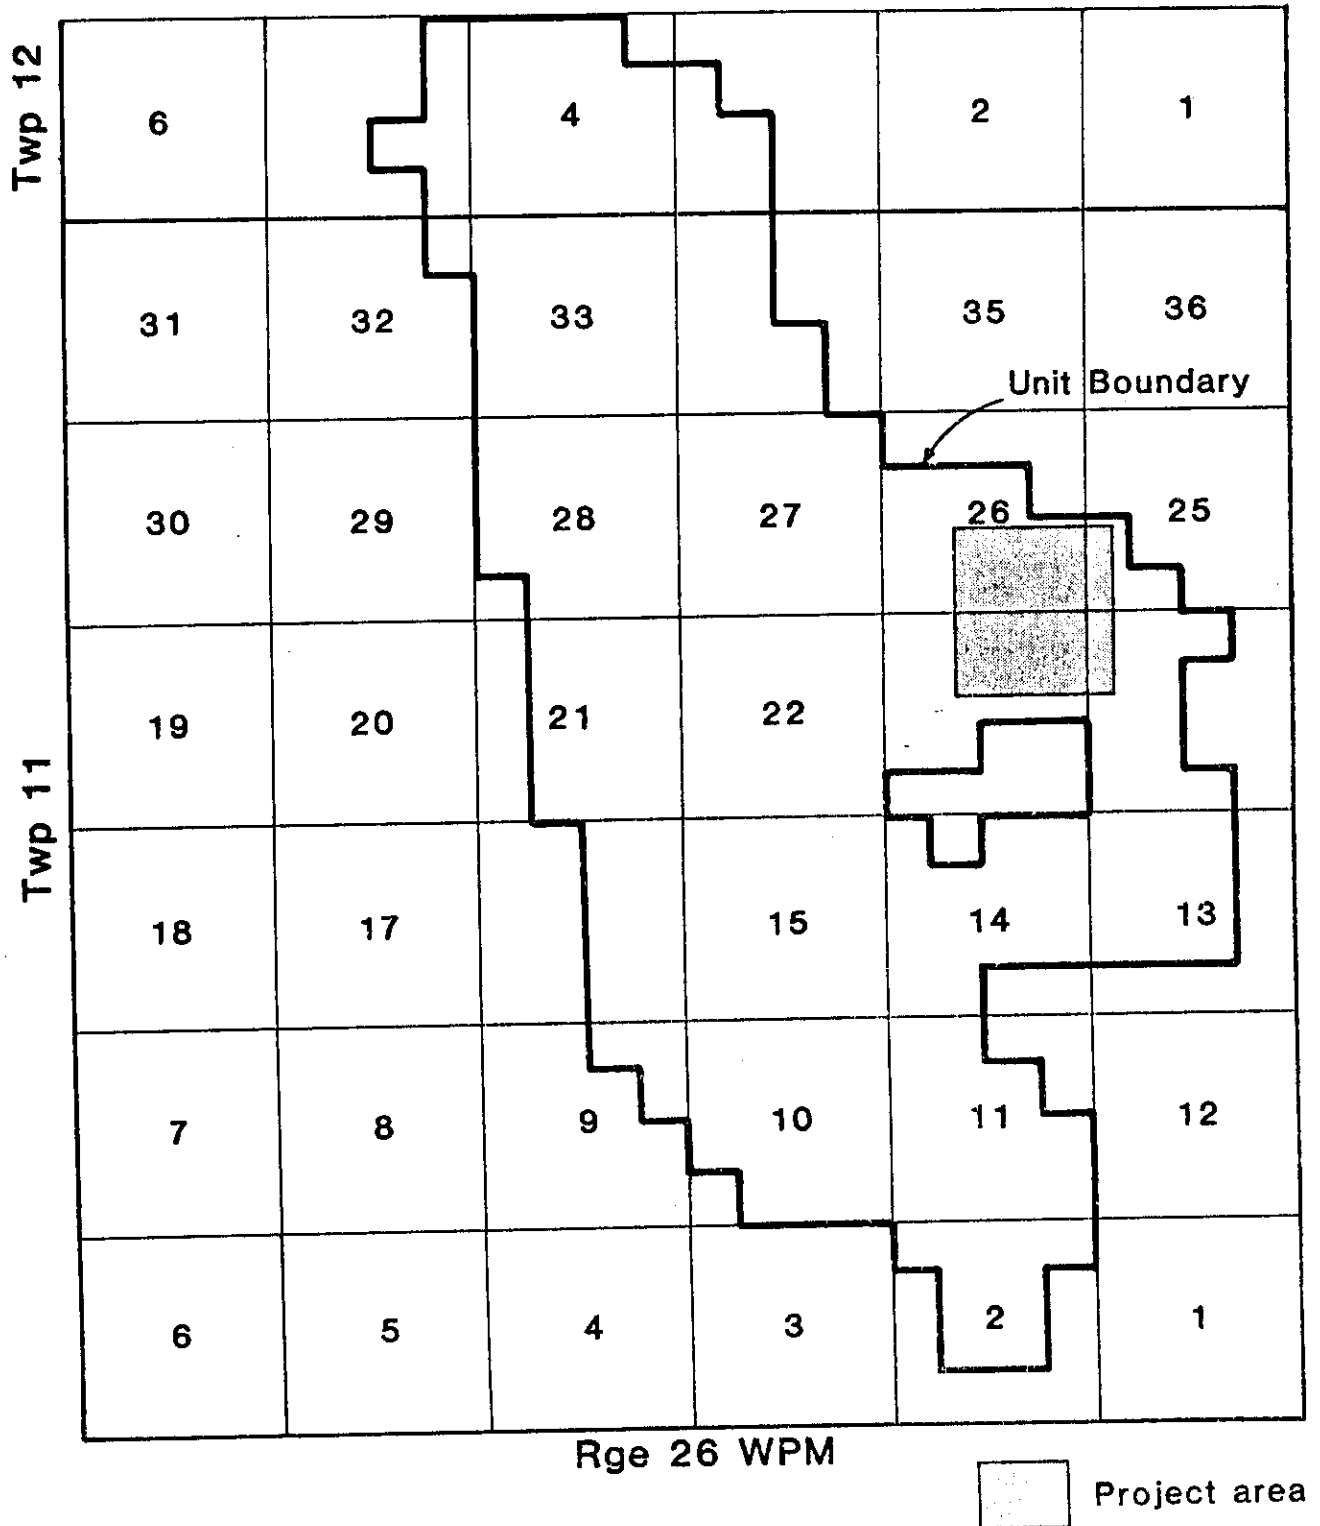 Twp 12
6 4 2 1
31 32 33 35 36
Unit Boundary
30 29 28 27 26 25
19 20 21 22
Twp 11
18 17 15 14 13
7 8 9 10 11 12
6 5 4 3 2 1
Rge 26 WPM
Project area